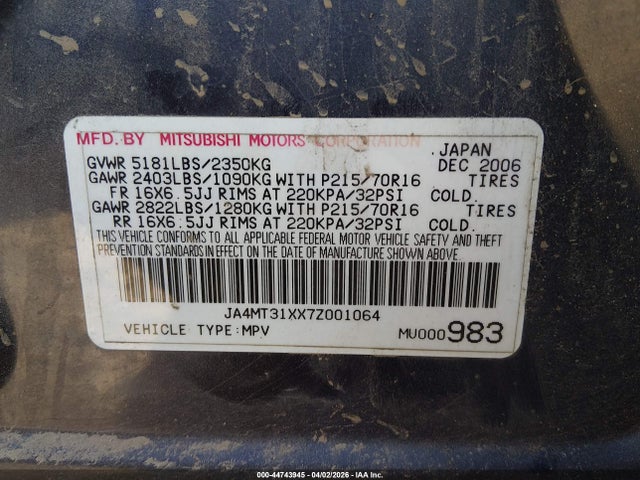 MFD. BY MITSUBISHI MOTORS CORPORATION, JAPAN
GVWR 5181LBS/2350KG DEC 2006
GAWR 2403LBS/1090KG WITH P215/70R16 TIRES
FR 16X6.5JJ RIMS AT 220KPA/32PSI COLD.
GAWR 2822LBS/1280KG WITH P215/70R16 TIRES
RR 16X6.5JJ RIMS AT 220KPA/32PSI COLD.
THIS VEHICLE CONFORMS TO ALL APPLICABLE FEDERAL MOTOR VEHICLE SAFETY AND THEFT
PREVENTION STANDARDS IN EFFECT ON THE DATE OF MANUFACTURE SHOWN ABOVE.
JA4MT31XX7Z001064
VEHICLE TYPE:MPV MU000983
000-44743945 - 04/02/2026 - IAA Inc.